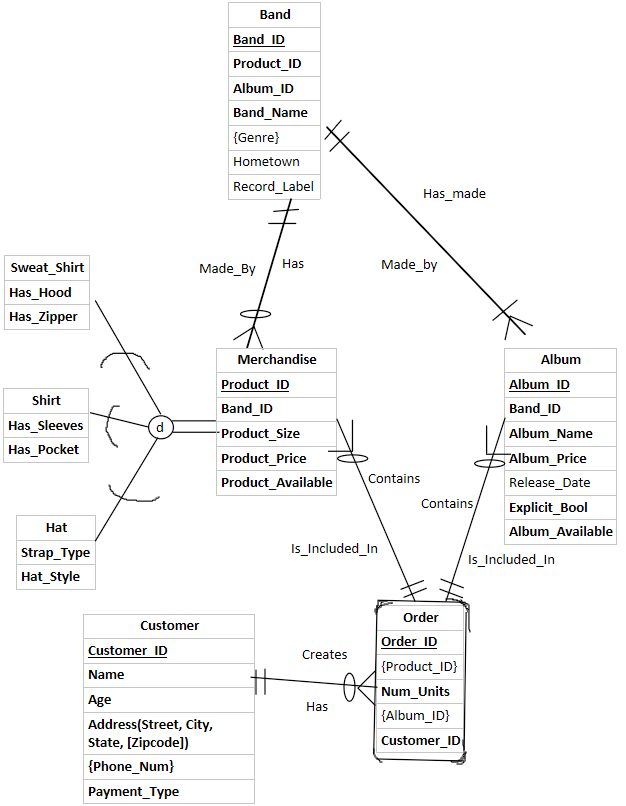 Band
Band_ID
Product_ID
Album_ID
Band_Name
{Genre}
Hometown
Record_Label
Has_made
Made_By
Has
Made_by
Sweat_Shirt
Has_Hood
Has_Zipper
Shirt
Has_Sleeves
Has_Pocket
d
Hat
Strap_Type
Hat_Style
Merchandise
Product_ID
Band_ID
Product_Size
Product_Price
Product_Available
Album
Album_ID
Band_ID
Album_Name
Album_Price
Release_Date
Explicit_Bool
Album_Available
Contains
Contains
Is_Included_In
Is_Included_In
Customer
Customer_ID
Name
Age
Address(Street, City,
State, [Zipcode])
{Phone_Num}
Payment_Type
Creates
Has
Order
Order_ID
{Product_ID}
Num_Units
{Album_ID}
Customer_ID